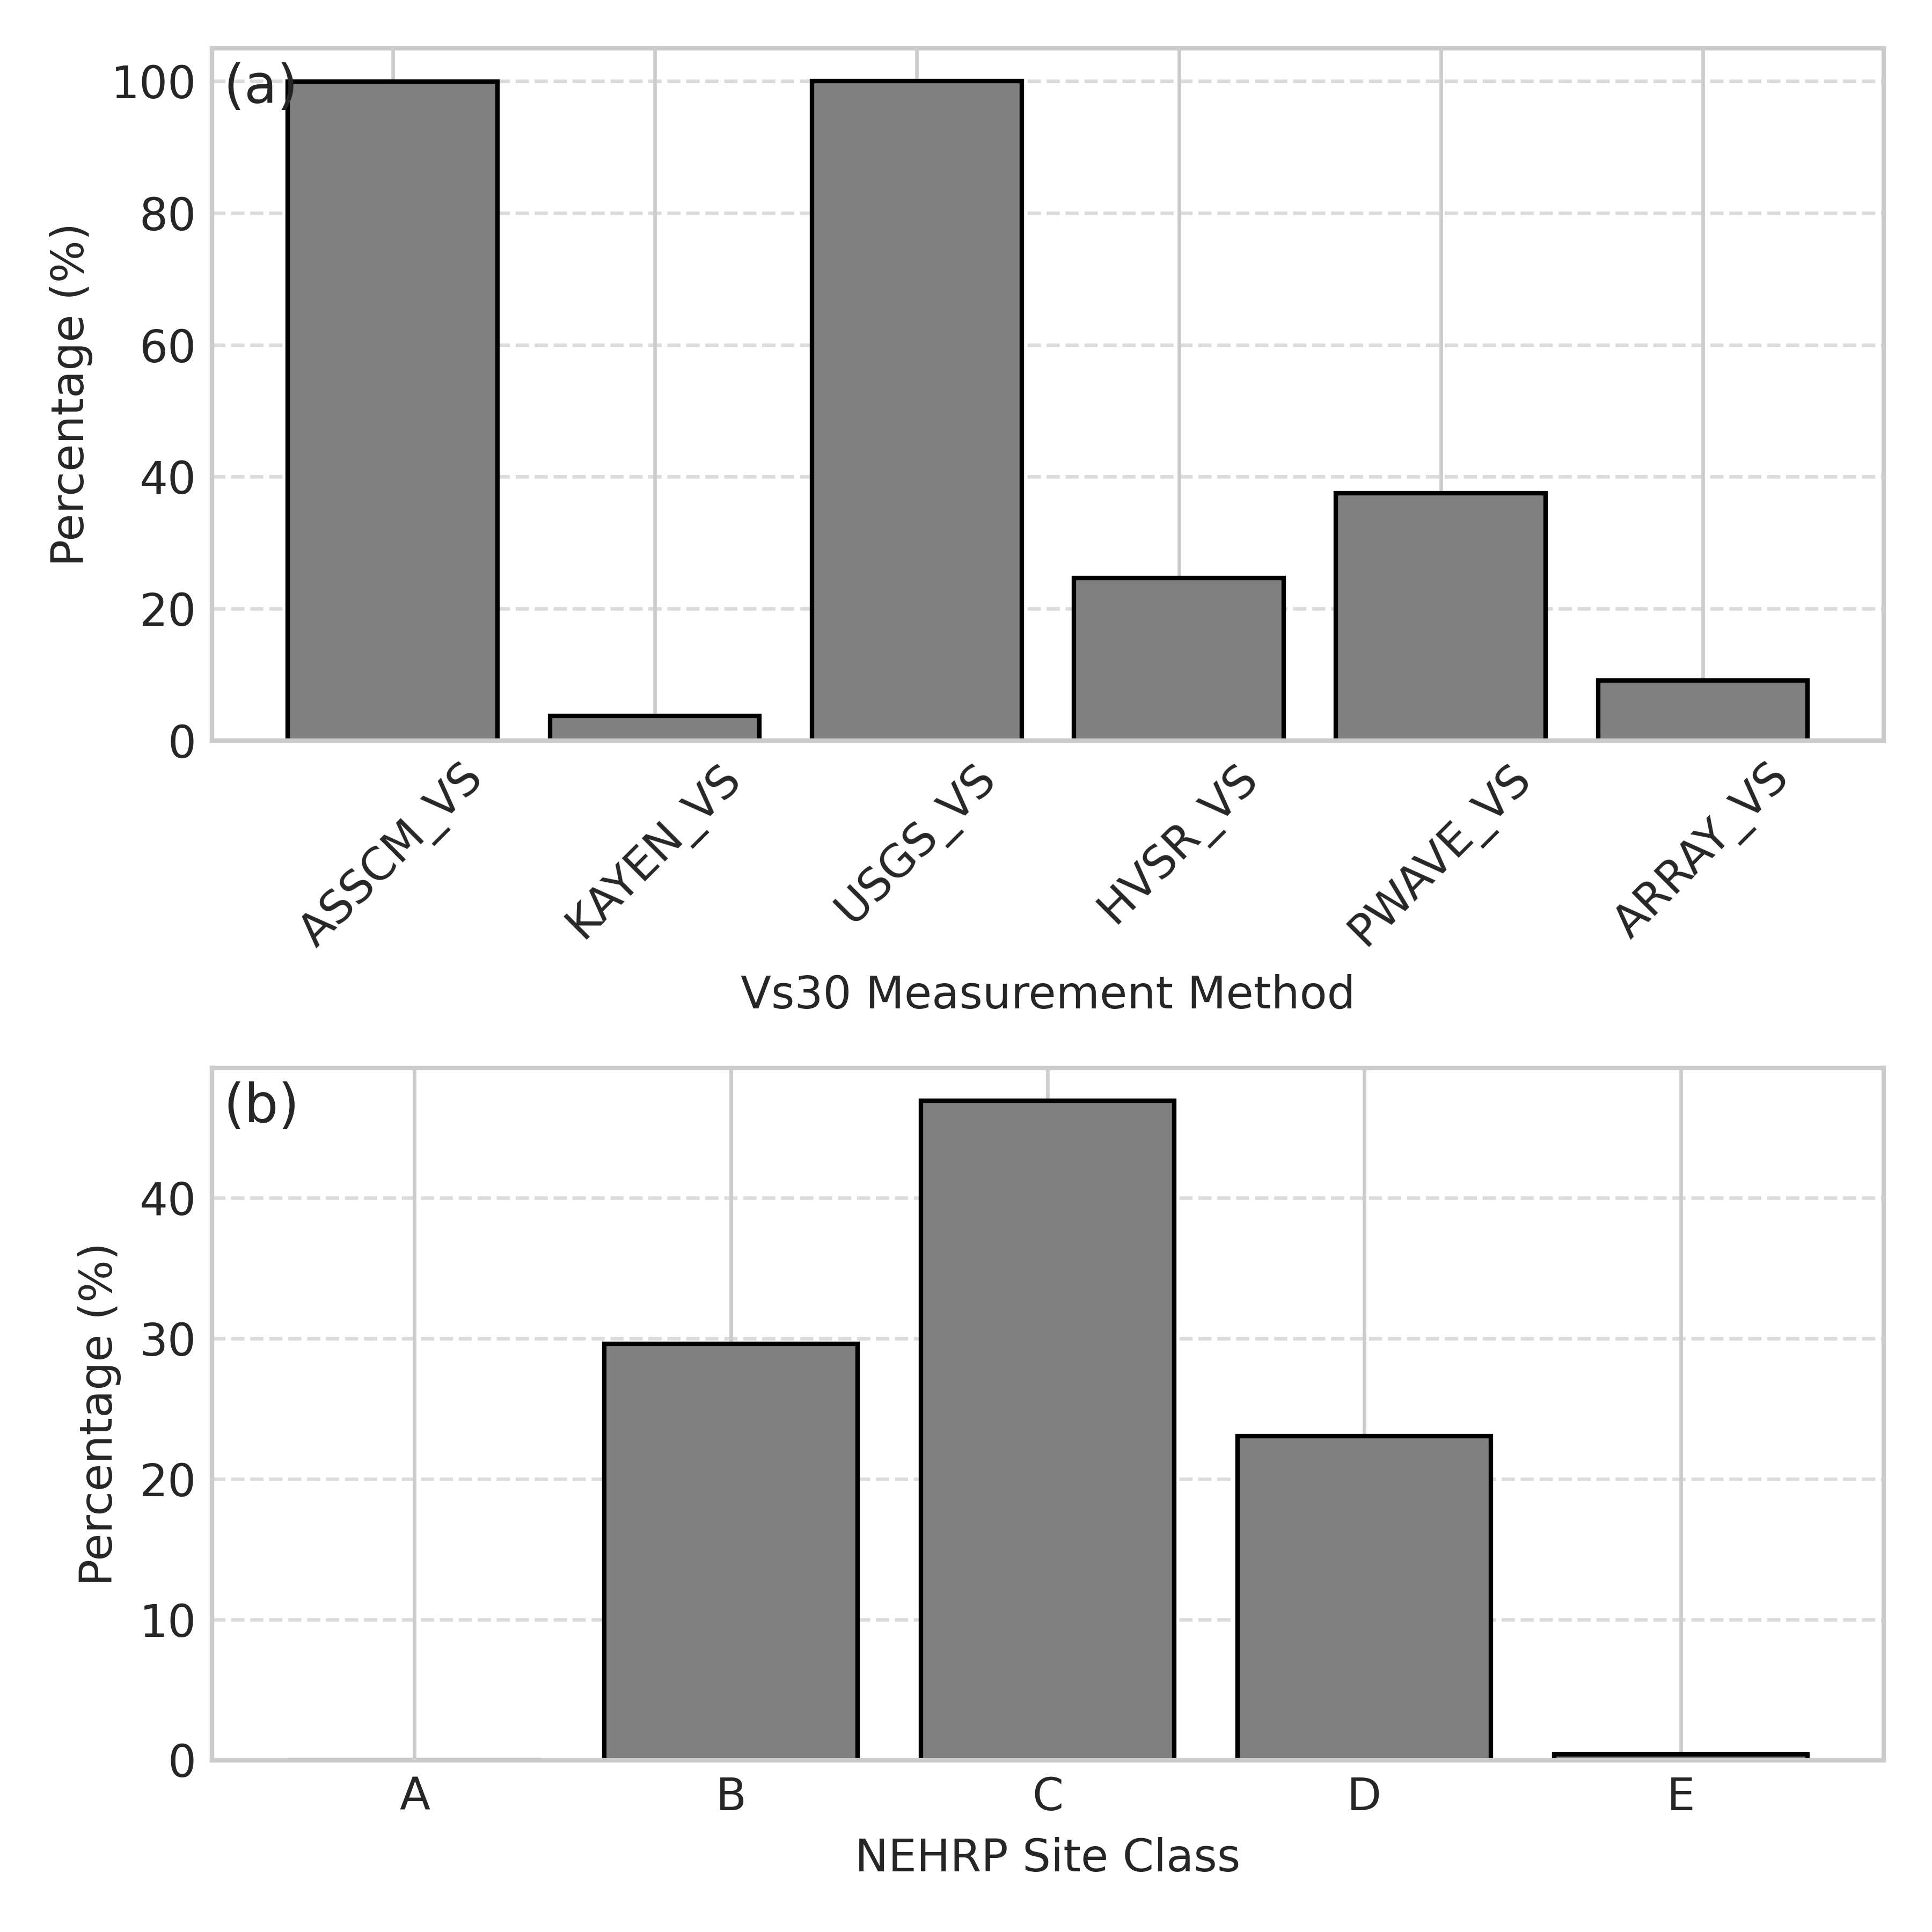 (a)
100
80
60
40
20
0
Percentage (%)
ASSCM_VS
KAYEN_VS
USGS_VS
HVSR_VS
PWAVE_VS
ARRAY_VS
Vs30 Measurement Method
(b)
40
30
20
10
0
Percentage (%)
A
B
C
D
E
NEHRP Site Class